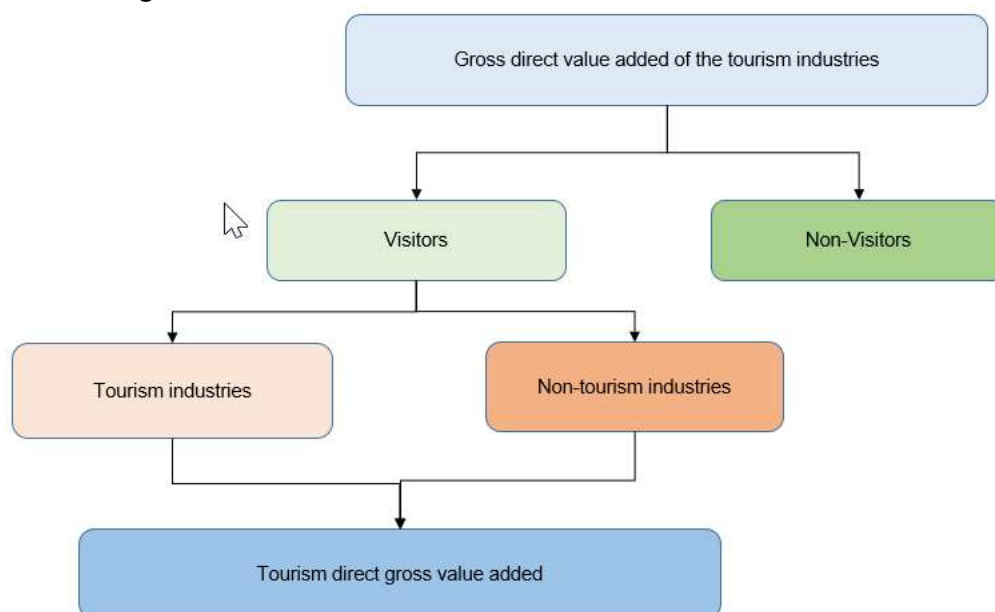 Gross direct value added of the tourism industries
Visitors
Non-Visitors
Tourism industries
Non-tourism industries
Tourism direct gross value added